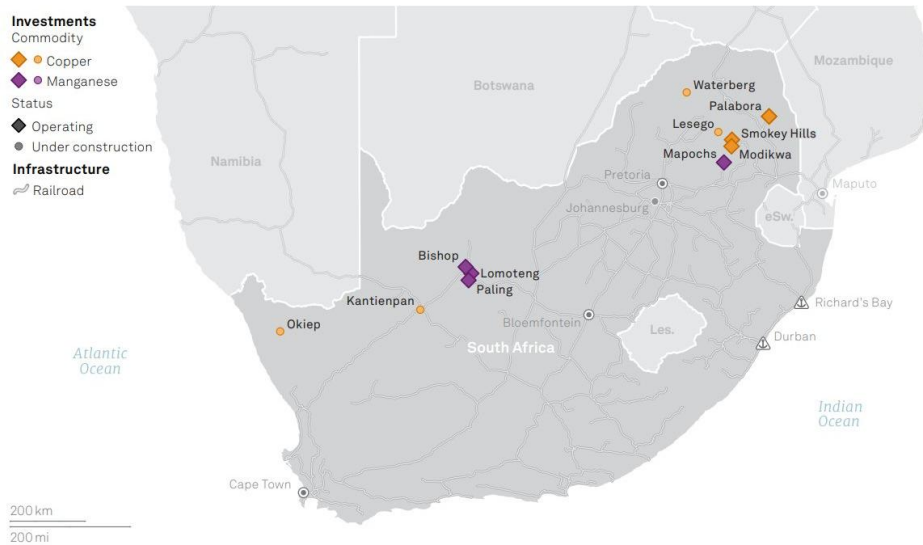 Investments
Commodity
Copper
Manganese
Status
Operating
Under construction
Infrastructure
Railroad
Namibia
Botswana
Mozambique
Waterberg
Palabora
Lesego
Smokey Hills
Mapochs
Modikwa
Pretoria
Maputo
Johannesburg
eSw.
Bishop
Lomoteng
Paling
Kantienpan
Richard's Bay
Okiep
Bloemfontein
Les.
Durban
South Africa
Atlantic
Ocean
Indian
Ocean
Cape Town
200 km
200 mi